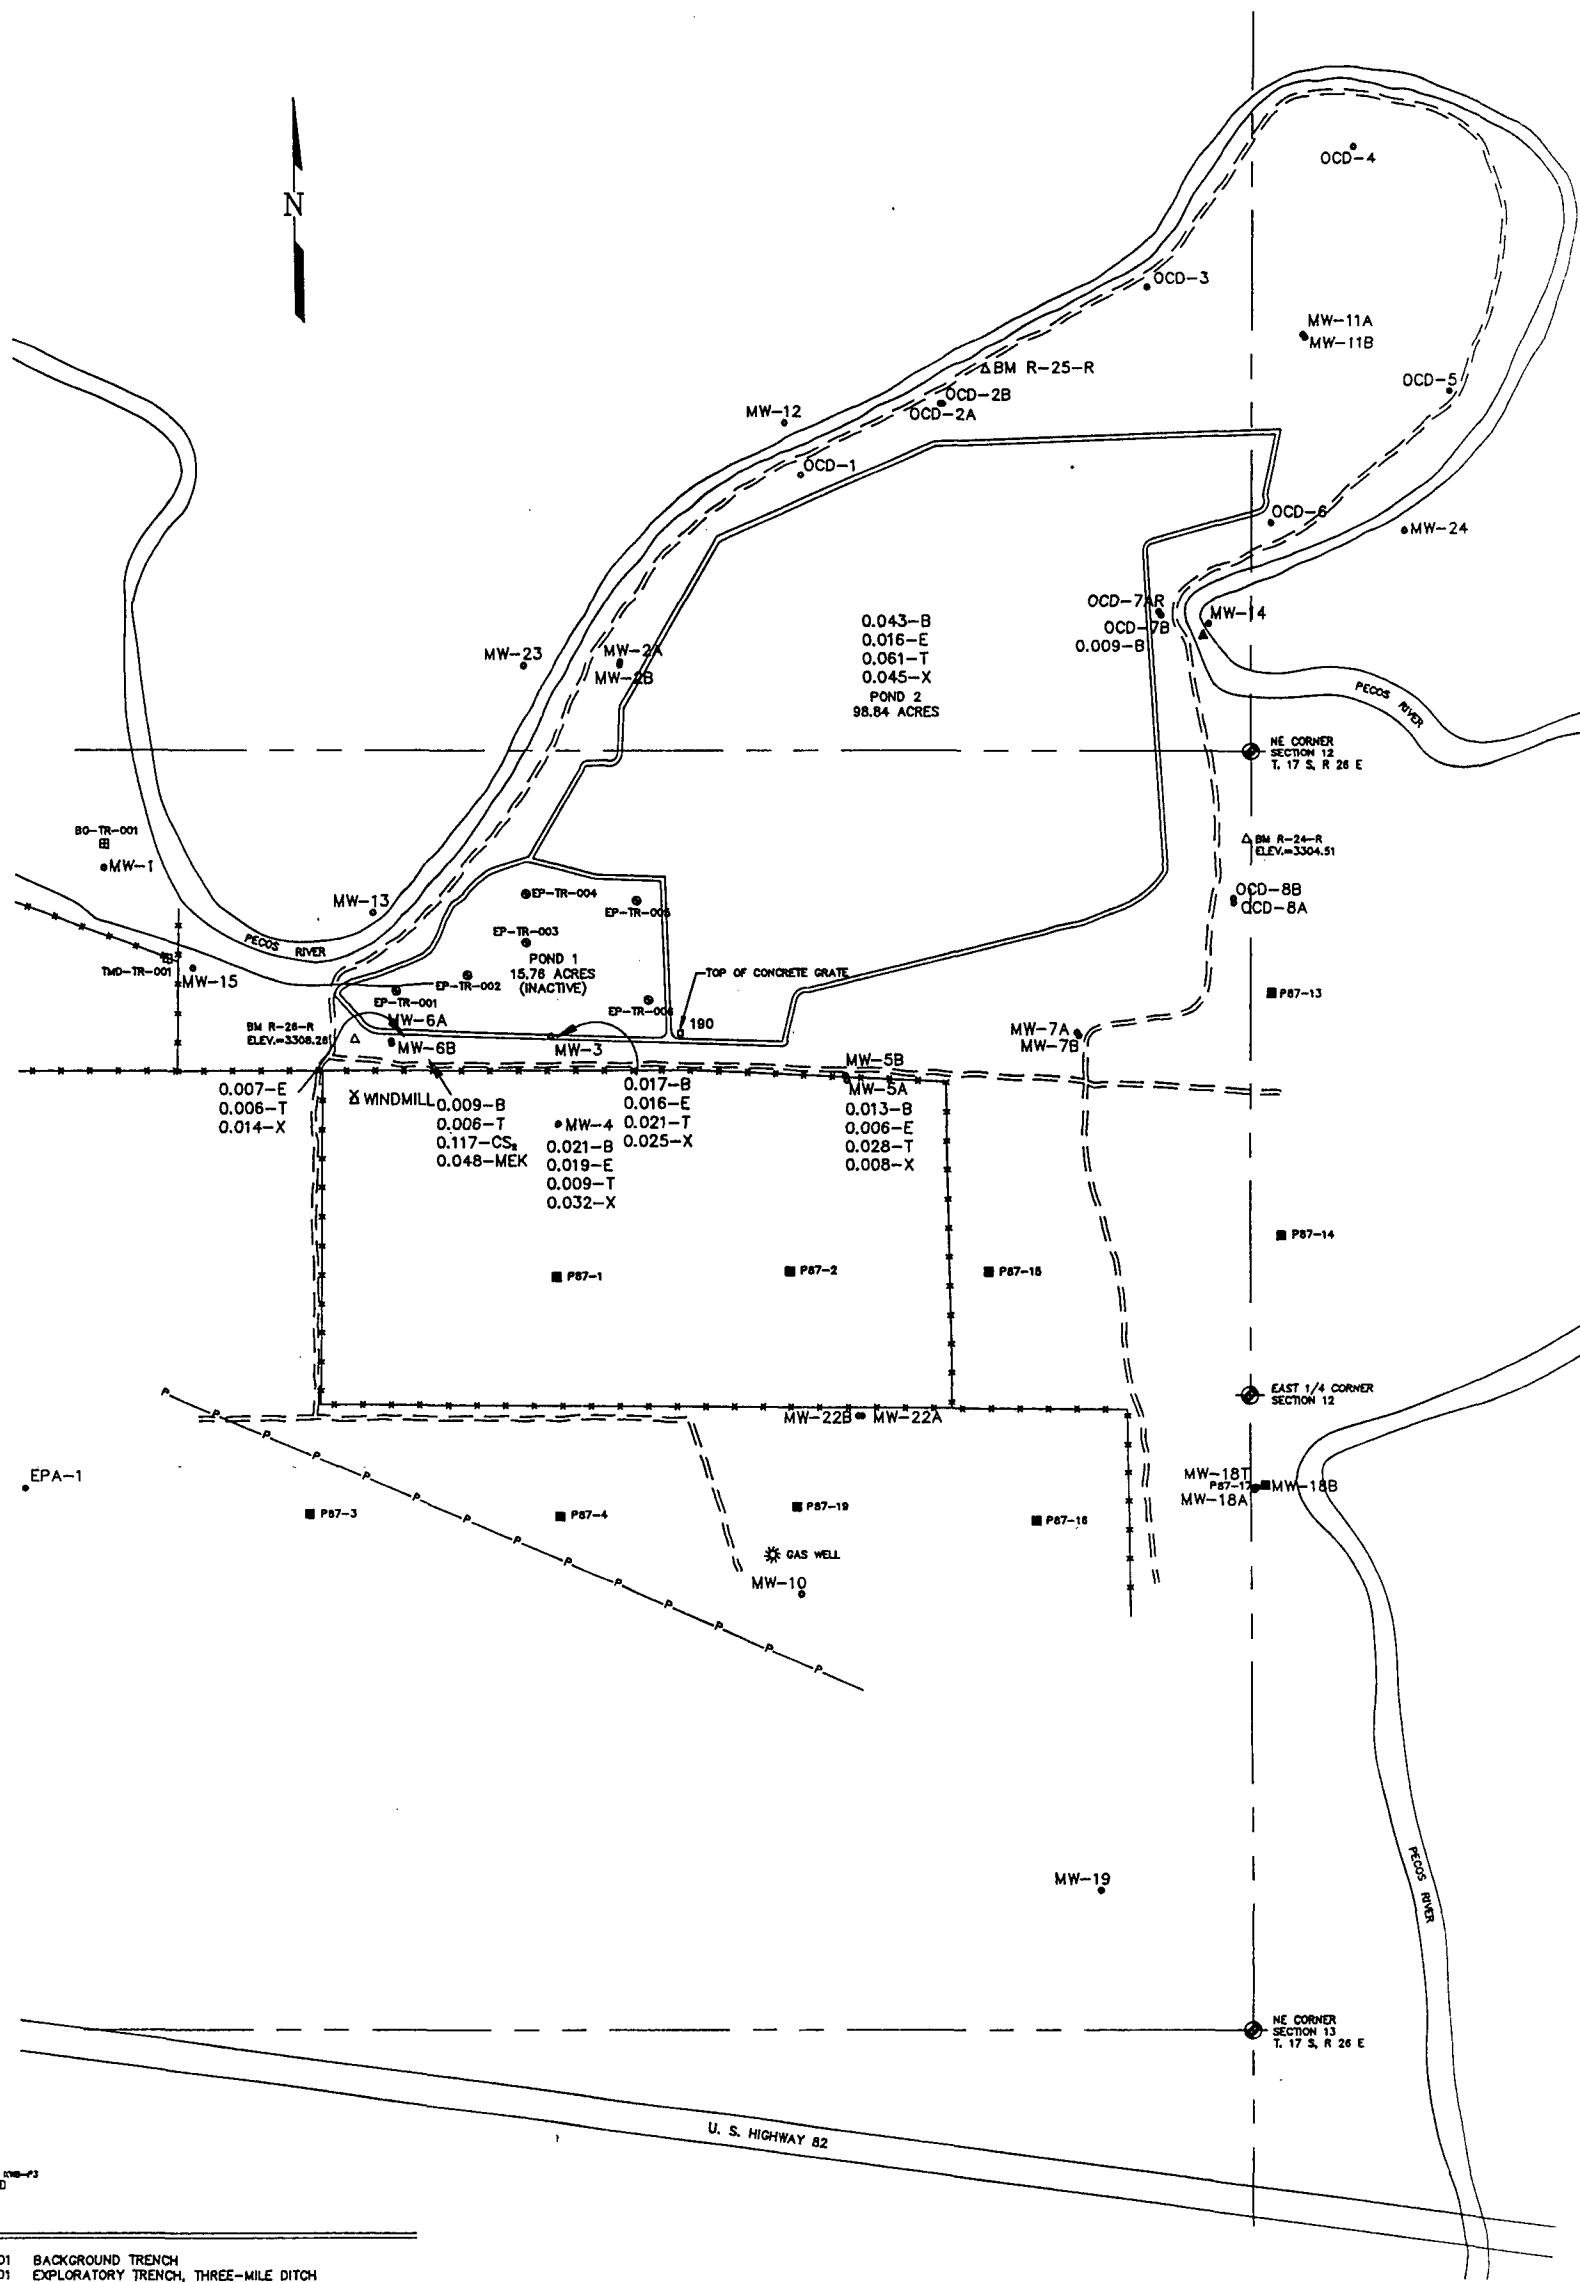 N
OCD-4
OCD-3
MW-11A
MW-11B
BM R-25-R
OCD-5
OCD-2B
OCD-2A
MW-12
OCD-1
OCD-6
MW-24
OCD-7AR
OCD-7B
0.009-B
MW-14
0.043-B
0.016-E
0.061-T
0.045-X
POND 2
98.84 ACRES
MW-23
MW-2A
MW-2B
PECOS RIVER
NE CORNER
SECTION 12
T. 17 S, R 26 E
BG-TR-001
MW-1
BM R-24-R
ELEV.=3304.51
OCD-8B
OCD-8A
MW-13
EP-TR-004
EP-TR-005
EP-TR-003
PECOS RIVER
POND 1
15.76 ACRES
(INACTIVE)
TMD-TR-001
MW-15
EP-TR-002
EP-TR-001
EP-TR-006
TOP OF CONCRETE GRATE
190
P87-13
BM R-26-R
ELEV.=3308.26
MW-6A
MW-6B
MW-3
MW-7A
MW-7B
MW-5B
MW-5A
0.013-B
0.006-E
0.028-T
0.008-X
0.007-E
0.006-T
0.014-X
WINDMILL
0.009-B
0.006-T
0.117-CS₂
0.048-MEK
0.017-B
0.016-E
0.021-T
0.025-X
MW-4
0.021-B
0.019-E
0.009-T
0.032-X
P87-14
P87-1
P87-2
P87-15
EAST 1/4 CORNER
SECTION 12
MW-22B
MW-22A
EPA-1
MW-18T
P87-17
MW-18B
MW-18A
P87-3
P87-4
P87-19
P87-16
GAS WELL
MW-10
P P P P P P P P P P P P P P
PECOS RIVER
MW-19
NE CORNER
SECTION 13
T. 17 S, R 26 E
U. S. HIGHWAY 82
01 BACKGROUND TRENCH
01 EXPLORATORY TRENCH, THREE-MILE DITCH